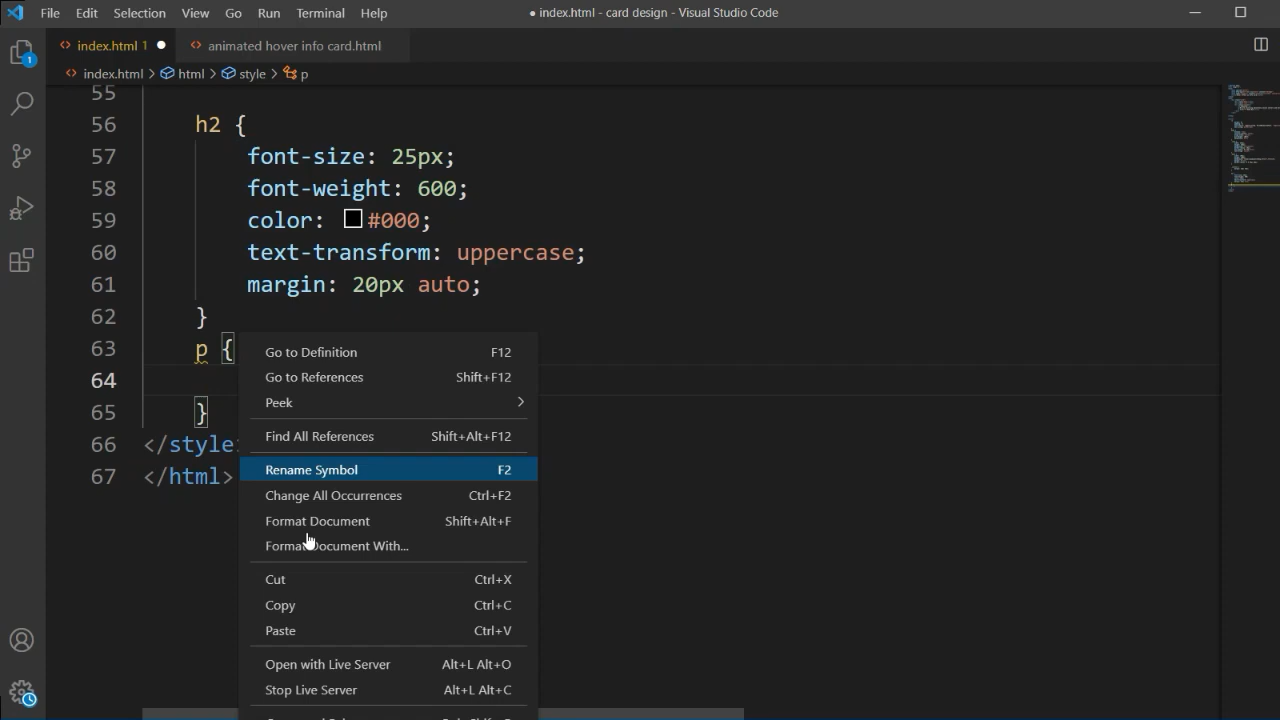 File Edit Selection View Go Run Terminal Help ● index.html - card design - Visual Studio Code
<> index.html 1 ● <> animated hover info card.html
<> index.html > html > style > p
55
56 h2 {
57 font-size: 25px;
58 font-weight: 600;
59 color: #000;
60 text-transform: uppercase;
61 margin: 20px auto;
62 }
63 p {
64
65 }
66 </style
67 </html>
1
Go to Definition F12
Go to References Shift+F12
Peek >
Find All References Shift+Alt+F12
Rename Symbol F2
Change All Occurrences Ctrl+F2
Format Document Shift+Alt+F
Format Document With...
Cut Ctrl+X
Copy Ctrl+C
Paste Ctrl+V
Open with Live Server Alt+L Alt+O
Stop Live Server Alt+L Alt+C